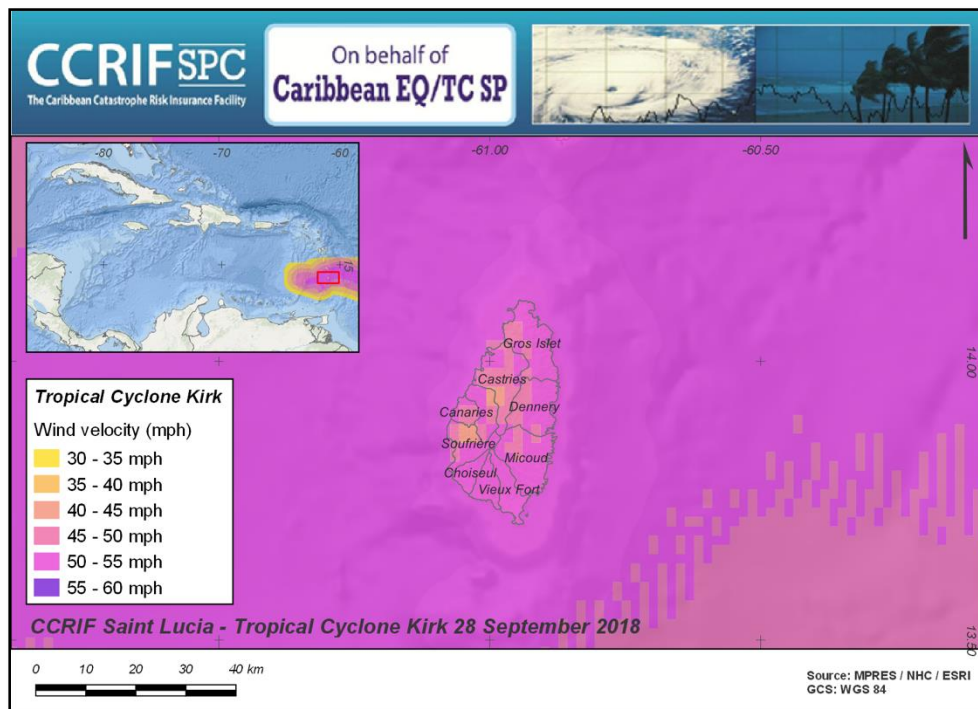 CCRIF SPC
The Caribbean Catastrophe Risk Insurance Facility
On behalf of
Caribbean EQ/TC SP
-80
-70
-60
15
-61.00
-60.50
14.00
13.50
Gros Islet
Castries
Canaries
Dennery
Soufrière
Micoud
Choiseul
Vieux Fort
Tropical Cyclone Kirk
Wind velocity (mph)
30 - 35 mph
35 - 40 mph
40 - 45 mph
45 - 50 mph
50 - 55 mph
55 - 60 mph
CCRIF Saint Lucia - Tropical Cyclone Kirk 28 September 2018
0 10 20 30 40 km
Source: MPRES / NHC / ESRI
GCS: WGS 84